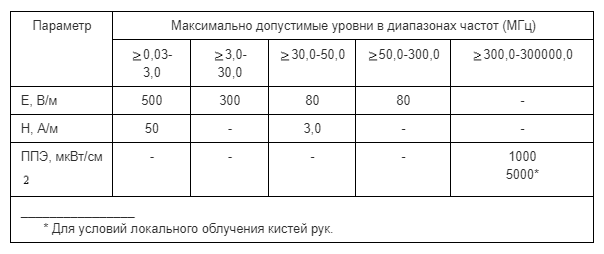 Параметр Максимально допустимые уровни в диапазонах частот (МГц)
≥0,03- ≥3,0- ≥30,0-50,0 ≥50,0-300,0 ≥300,0-300000,0
3,0 30,0
E, В/м 500 300 80 80 -
Н, А/м 50 - 3,0 - -
ППЭ, мкВт/см - - - - 1000
2 5000*
* Для условий локального облучения кистей рук.